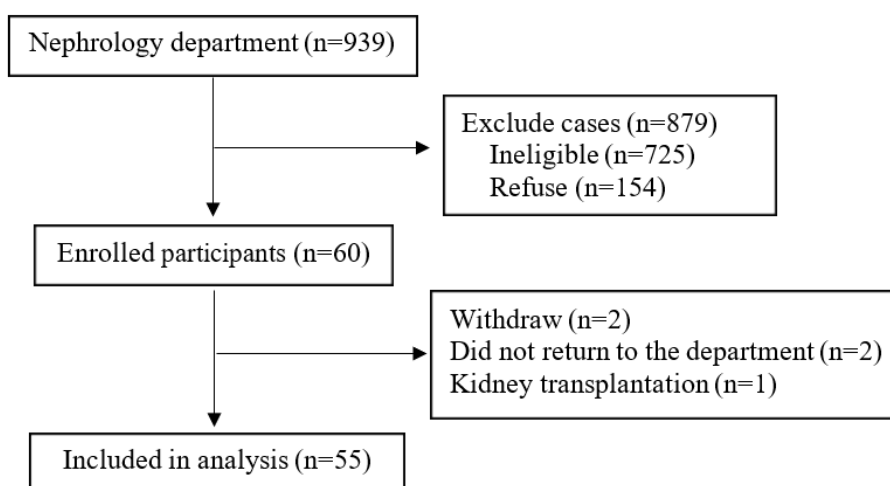 Nephrology department (n=939)
Exclude cases (n=879)
Ineligible (n=725)
Refuse (n=154)
Enrolled participants (n=60)
Withdraw (n=2)
Did not return to the department (n=2)
Kidney transplantation (n=1)
Included in analysis (n=55)